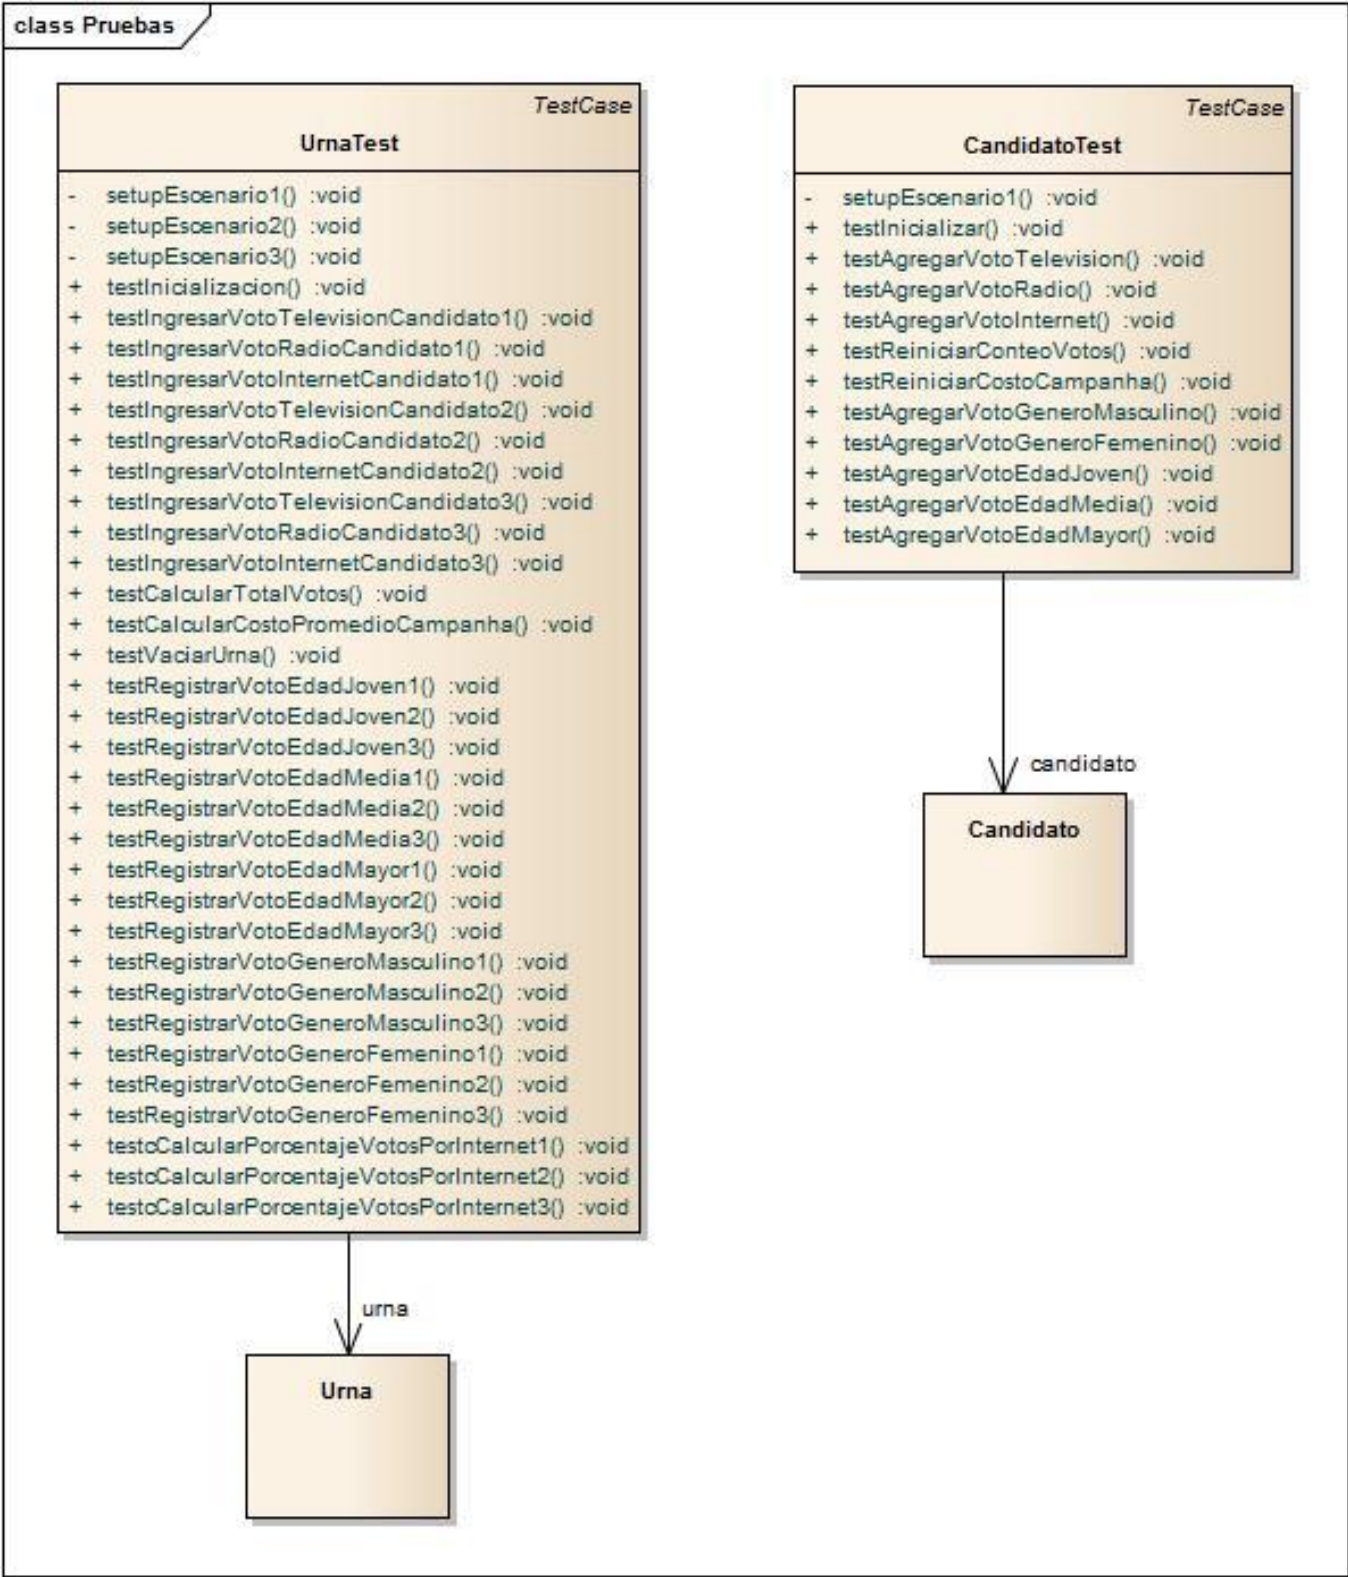 class Pruebas
TestCase
UrnaTest
- setupEscenario1() :void
- setupEscenario2() :void
- setupEscenario3() :void
+ testInicializacion() :void
+ testIngresarVotoTelevisionCandidato1() :void
+ testIngresarVotoRadioCandidato1() :void
+ testIngresarVotoInternetCandidato1() :void
+ testIngresarVotoTelevisionCandidato2() :void
+ testIngresarVotoRadioCandidato2() :void
+ testIngresarVotoInternetCandidato2() :void
+ testIngresarVotoTelevisionCandidato3() :void
+ testIngresarVotoRadioCandidato3() :void
+ testIngresarVotoInternetCandidato3() :void
+ testCalcularTotalVotos() :void
+ testCalcularCostoPromedioCampanha() :void
+ testVaciarUrna() :void
+ testRegistrarVotoEdadJoven1() :void
+ testRegistrarVotoEdadJoven2() :void
+ testRegistrarVotoEdadJoven3() :void
+ testRegistrarVotoEdadMedia1() :void
+ testRegistrarVotoEdadMedia2() :void
+ testRegistrarVotoEdadMedia3() :void
+ testRegistrarVotoEdadMayor1() :void
+ testRegistrarVotoEdadMayor2() :void
+ testRegistrarVotoEdadMayor3() :void
+ testRegistrarVotoGeneroMasculino1() :void
+ testRegistrarVotoGeneroMasculino2() :void
+ testRegistrarVotoGeneroMasculino3() :void
+ testRegistrarVotoGeneroFemenino1() :void
+ testRegistrarVotoGeneroFemenino2() :void
+ testRegistrarVotoGeneroFemenino3() :void
+ testcCalcularPorcentajeVotosPorInternet1() :void
+ testcCalcularPorcentajeVotosPorInternet2() :void
+ testcCalcularPorcentajeVotosPorInternet3() :void
urna
Urna
TestCase
CandidatoTest
- setupEscenario1() :void
+ testInicializar() :void
+ testAgregarVotoTelevision() :void
+ testAgregarVotoRadio() :void
+ testAgregarVotoInternet() :void
+ testReiniciarConteoVotos() :void
+ testReiniciarCostoCampanha() :void
+ testAgregarVotoGeneroMasculino() :void
+ testAgregarVotoGeneroFemenino() :void
+ testAgregarVotoEdadJoven() :void
+ testAgregarVotoEdadMedia() :void
+ testAgregarVotoEdadMayor() :void
candidato
Candidato